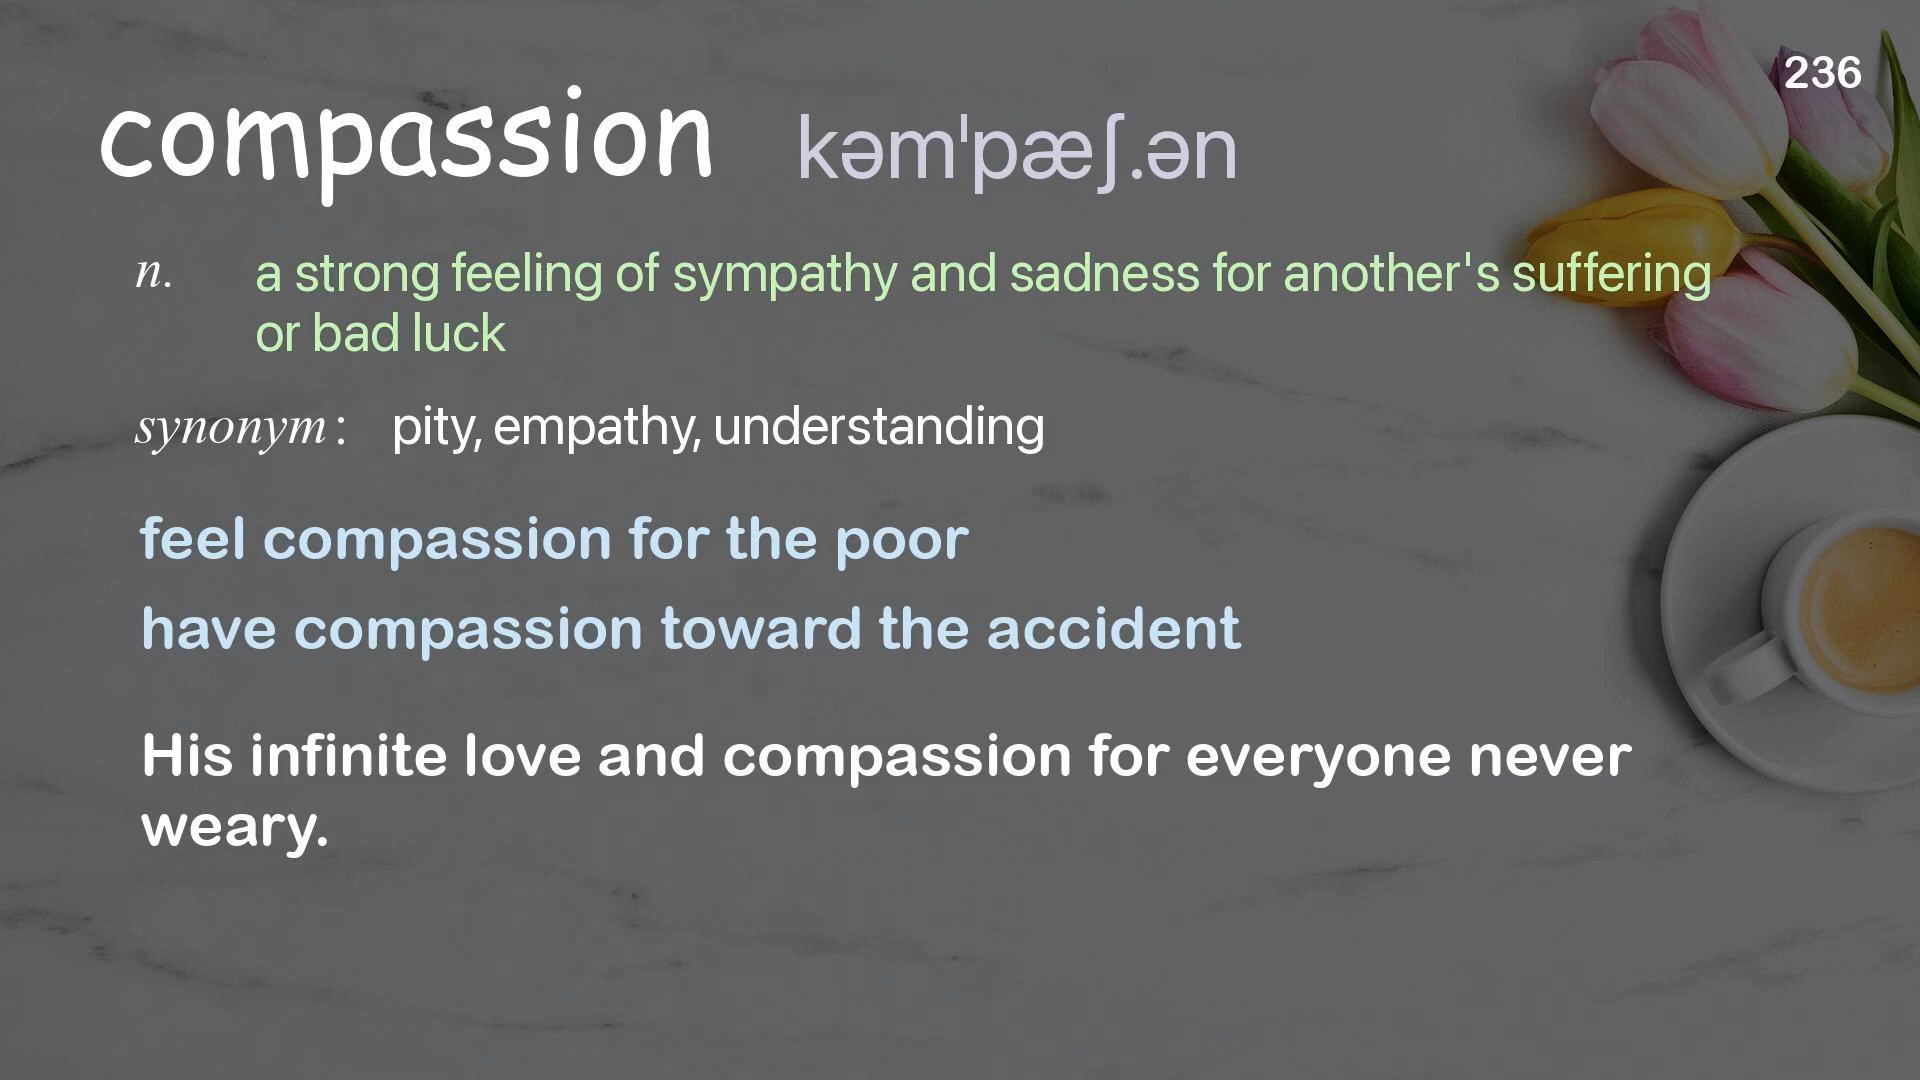 236
compassion kəmˈpæʃ.ən
n. a strong feeling of sympathy and sadness for another's suffering
or bad luck
synonym: pity, empathy, understanding
feel compassion for the poor
have compassion toward the accident
His infinite love and compassion for everyone never
weary.